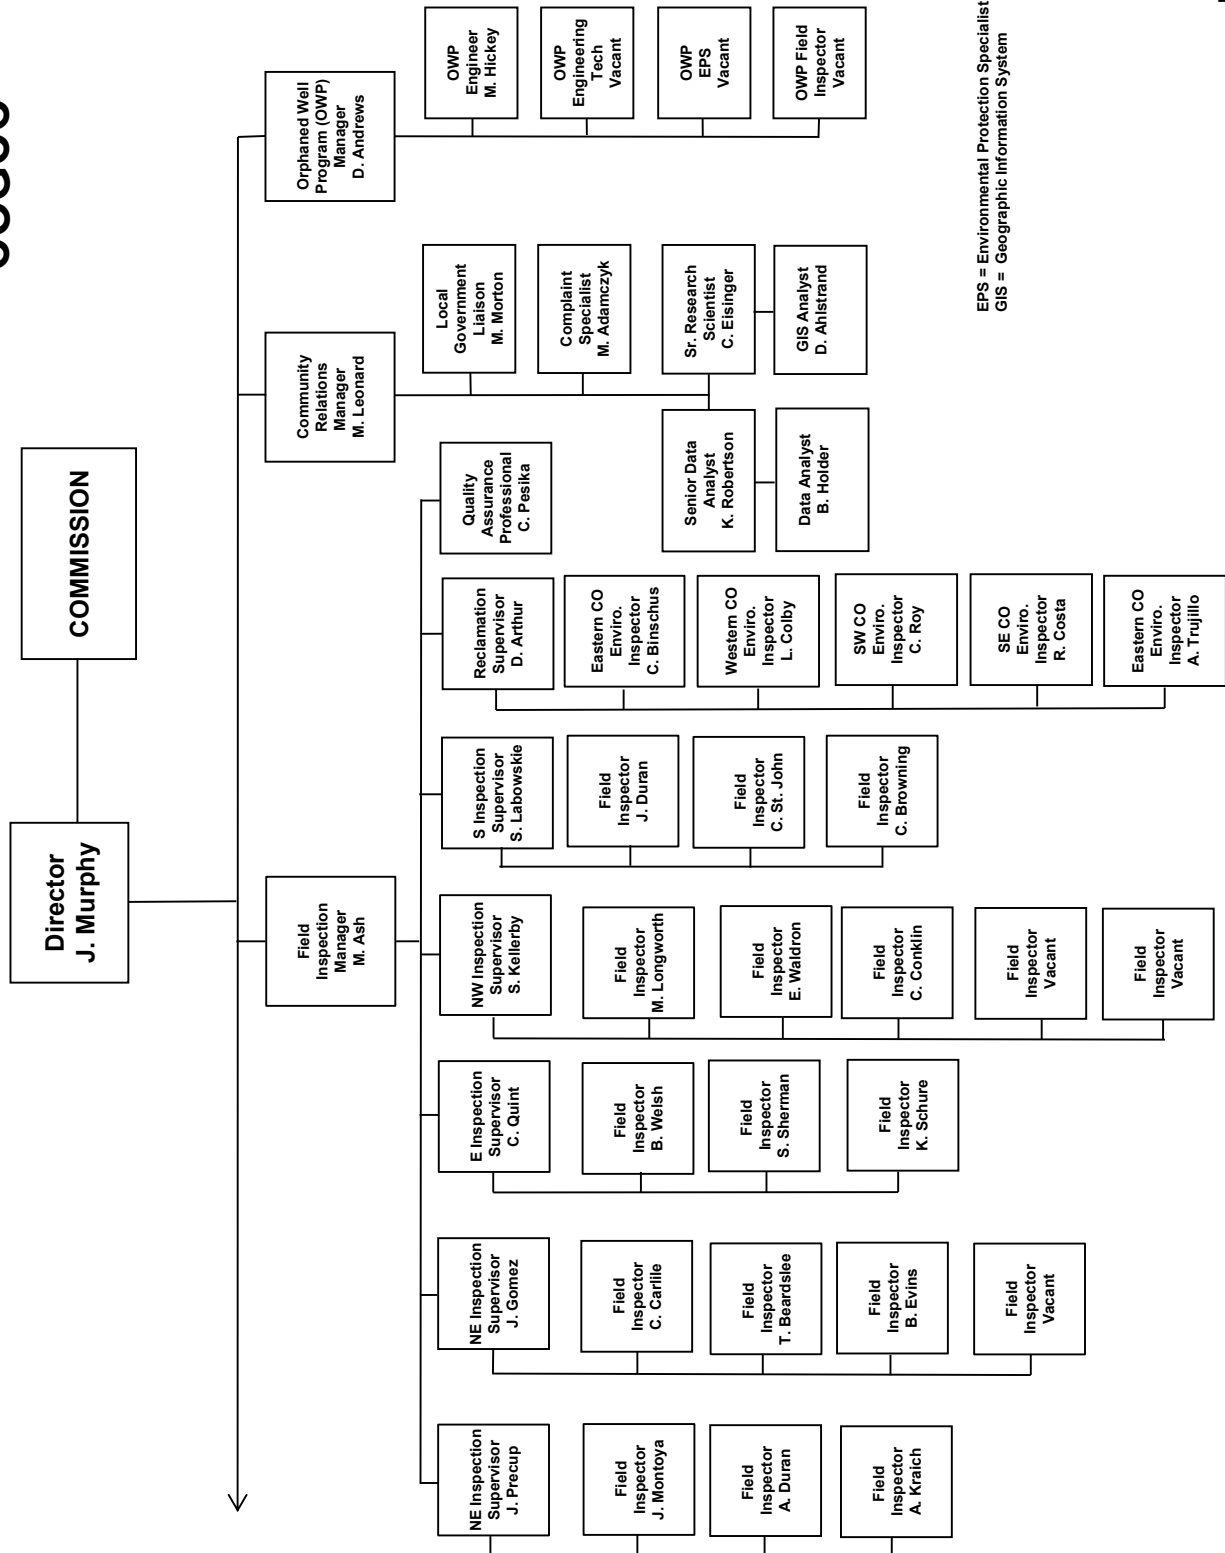 COMMISSION
Director
J. Murphy
Field
Inspection
Manager
M. Ash
Community
Relations
Manager
M. Leonard
Orphaned Well
Program (OWP)
Manager
D. Andrews
NE Inspection
Supervisor
J. Precup
Field
Inspector
J. Montoya
Field
Inspector
A. Duran
Field
Inspector
A. Kraich
NE Inspection
Supervisor
J. Gomez
Field
Inspector
C. Carlile
Field
Inspector
T. Beardslee
Field
Inspector
B. Evins
Field
Inspector
Vacant
E Inspection
Supervisor
C. Quint
Field
Inspector
B. Welsh
Field
Inspector
S. Sherman
Field
Inspector
K. Schure
NW Inspection
Supervisor
S. Kellerby
Field
Inspector
M. Longworth
Field
Inspector
E. Waldron
Field
Inspector
C. Conklin
Field
Inspector
Vacant
Field
Inspector
Vacant
S Inspection
Supervisor
S. Labowskie
Field
Inspector
J. Duran
Field
Inspector
C. St. John
Field
Inspector
C. Browning
Reclamation
Supervisor
D. Arthur
Eastern CO
Enviro.
Inspector
C. Binschus
Western CO
Enviro.
Inspector
L. Colby
SW CO
Enviro.
Inspector
C. Roy
SE CO
Enviro.
Inspector
R. Costa
Eastern CO
Enviro.
Inspector
A. Trujillo
Quality
Assurance
Professional
C. Pesika
Local
Government
Liaison
M. Morton
Complaint
Specialist
M. Adamczyk
Senior Data
Analyst
K. Robertson
Data Analyst
B. Holder
Sr. Research
Scientist
C. Eisinger
GIS Analyst
D. Ahlstrand
OWP
Engineer
M. Hickey
OWP
Engineering
Tech
Vacant
OWP
EPS
Vacant
OWP Field
Inspector
Vacant
EPS = Environmental Protection Specialist
GIS = Geographic Information System